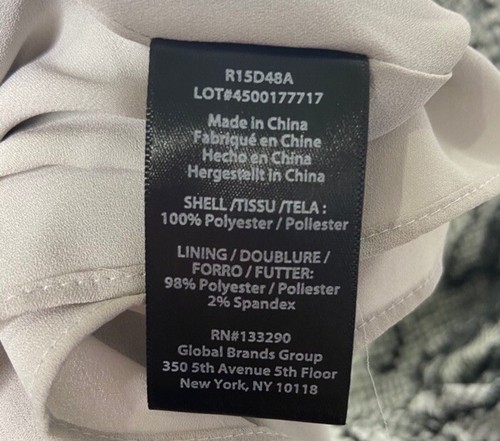 R15D48A
LOT#4500177717
Made in China
Fabriqué en Chine
Hecho en China
Hergestellt in China
SHELL / TISSU / TELA :
100% Polyester / Poliester
LINING / DOUBLURE /
FORRO / FUTTER:
98% Polyester / Poliester
2% Spandex
RN#133290
Global Brands Group
350 5th Avenue 5th Floor
New York, NY 10118